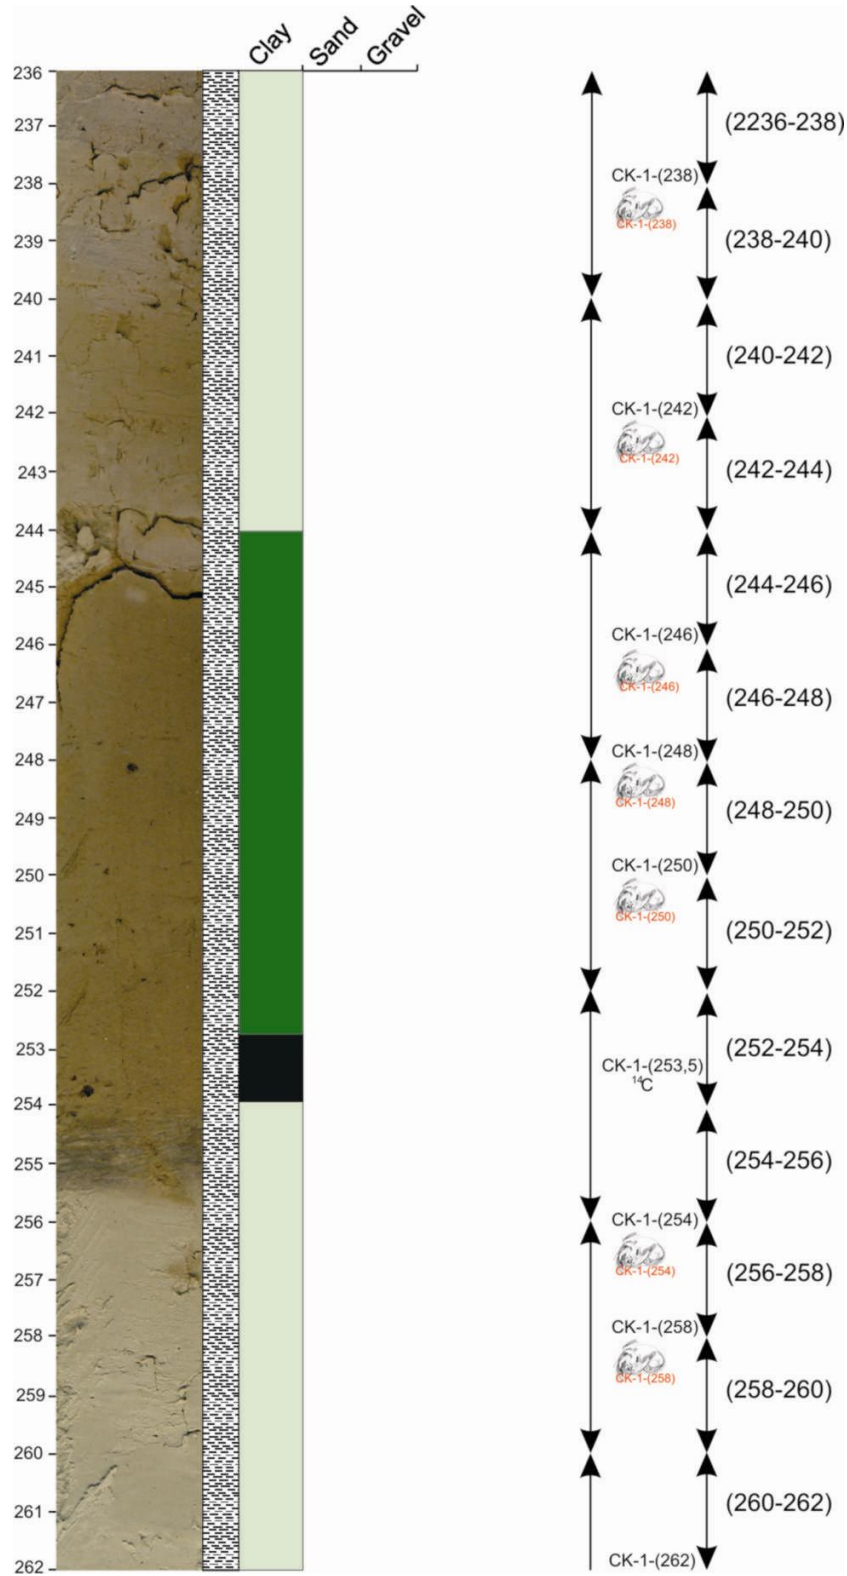 Clay Sand Gravel
236
237
238
239
240
241
242
243
244
245
246
247
248
249
250
251
252
253
254
255
256
257
258
259
260
261
262
CK-1-(238)
CK-1-(238)
CK-1-(242)
CK-1-(242)
CK-1-(246)
CK-1-(246)
CK-1-(248)
CK-1-(248)
CK-1-(250)
CK-1-(250)
CK-1-(253,5)
¹⁴C
CK-1-(254)
CK-1-(254)
CK-1-(258)
CK-1-(258)
CK-1-(262)
(2236-238)
(238-240)
(240-242)
(242-244)
(244-246)
(246-248)
(248-250)
(250-252)
(252-254)
(254-256)
(256-258)
(258-260)
(260-262)